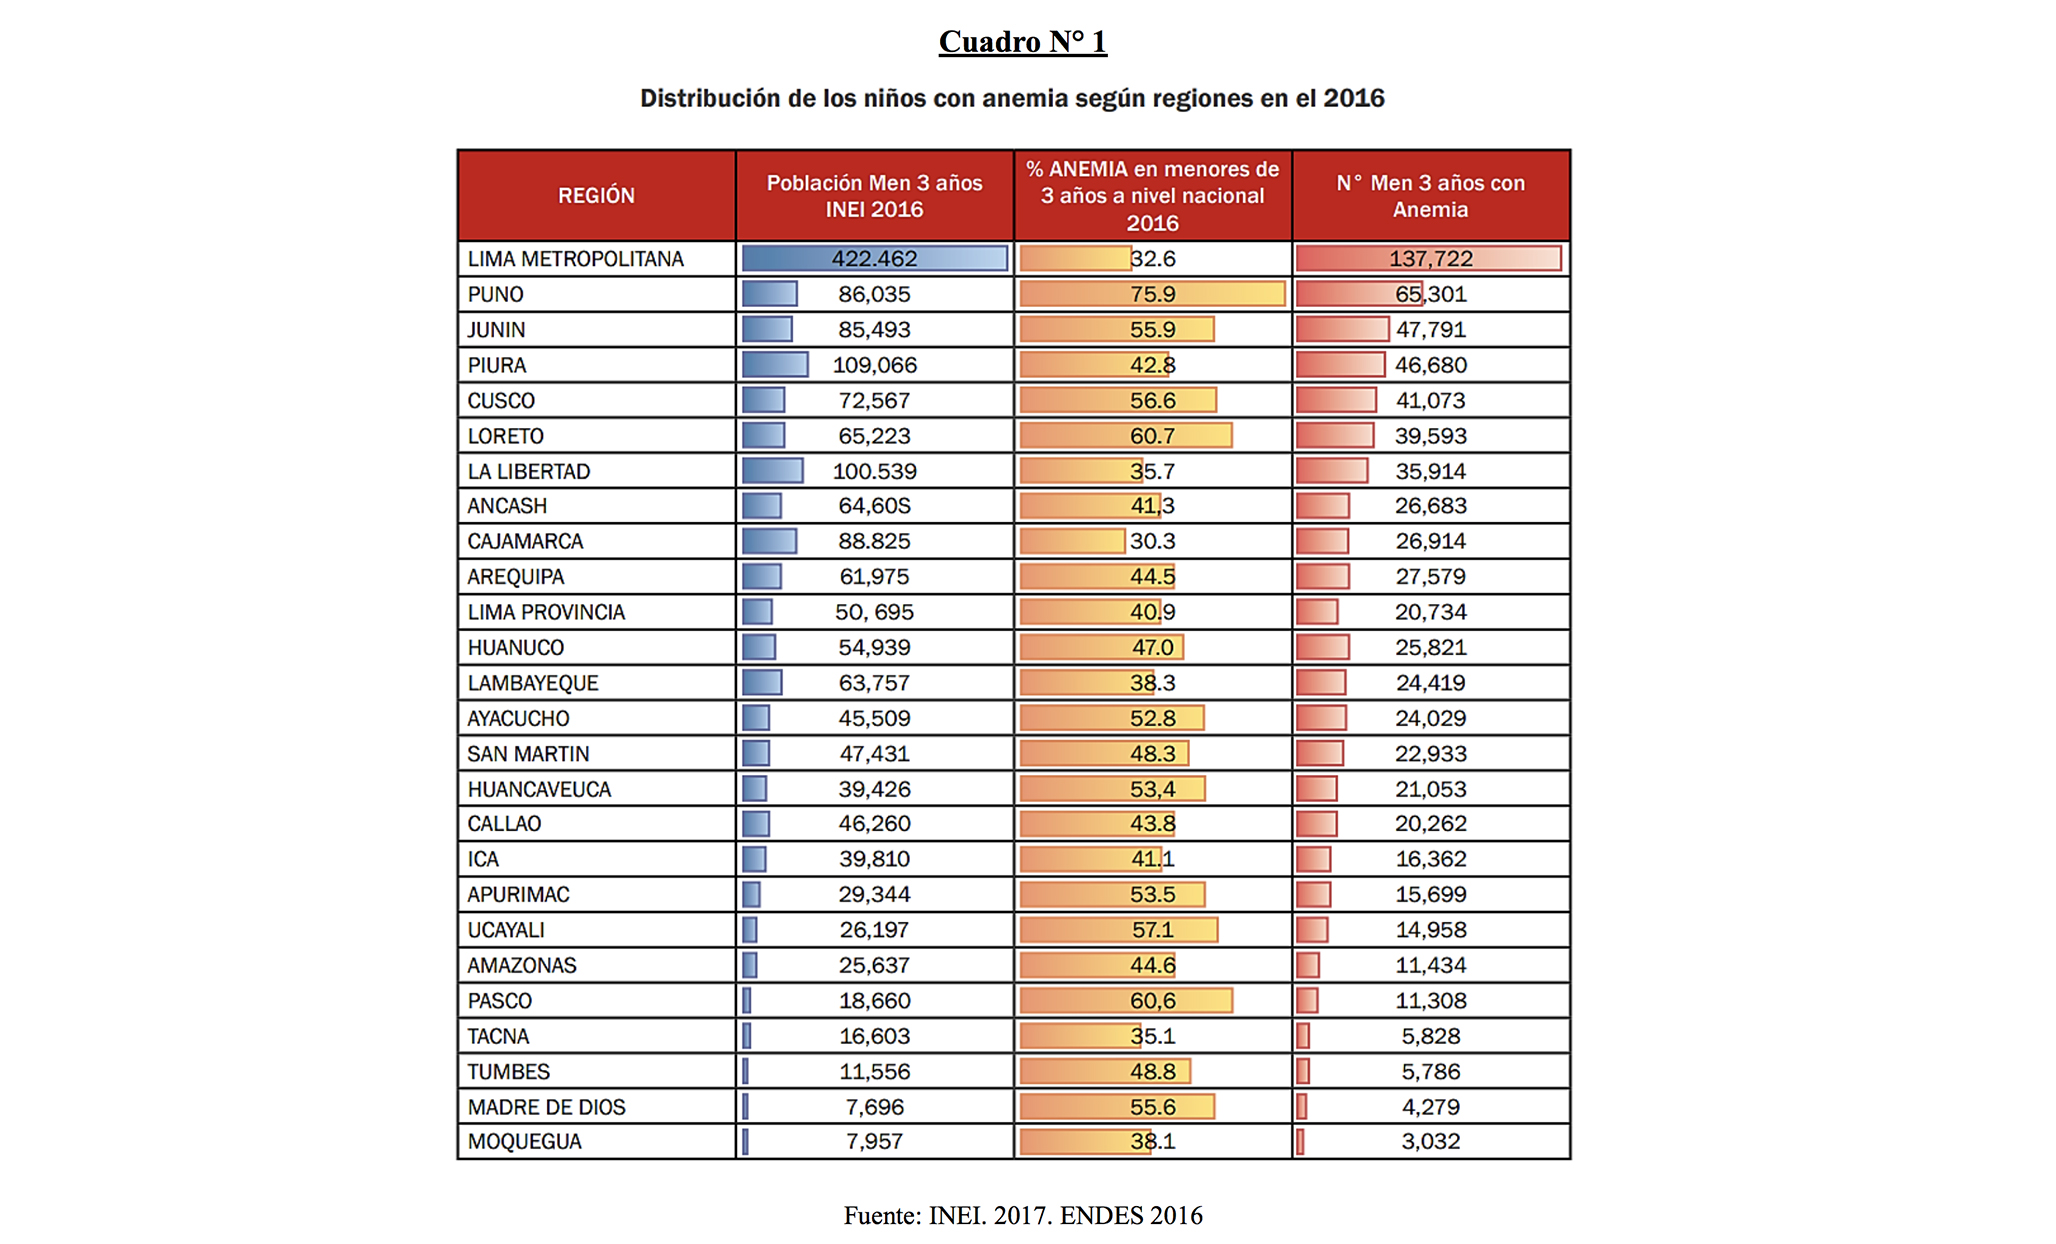 Cuadro N° 1
Distribución de los niños con anemia según regiones en el 2016
REGIÓN
Población Men 3 años
INEI 2016
% ANEMIA en menores de
3 años a nivel nacional
2016
N° Men 3 años con
Anemia
LIMA METROPOLITANA 422.462 32.6 137,722
PUNO 86,035 75.9 65,301
JUNIN 85,493 55.9 47,791
PIURA 109,066 42.8 46,680
CUSCO 72,567 56.6 41,073
LORETO 65,223 60.7 39,593
LA LIBERTAD 100.539 35.7 35,914
ANCASH 64,60S 41,3 26,683
CAJAMARCA 88.825 30.3 26,914
AREQUIPA 61,975 44.5 27,579
LIMA PROVINCIA 50, 695 40.9 20,734
HUANUCO 54,939 47.0 25,821
LAMBAYEQUE 63,757 38.3 24,419
AYACUCHO 45,509 52.8 24,029
SAN MARTIN 47,431 48.3 22,933
HUANCAVEUCA 39,426 53,4 21,053
CALLAO 46,260 43.8 20,262
ICA 39,810 41.1 16,362
APURIMAC 29,344 53.5 15,699
UCAYALI 26,197 57.1 14,958
AMAZONAS 25,637 44.6 11,434
PASCO 18,660 60,6 11,308
TACNA 16,603 35.1 5,828
TUMBES 11,556 48.8 5,786
MADRE DE DIOS 7,696 55.6 4,279
MOQUEGUA 7,957 38.1 3,032
Fuente: INEI. 2017. ENDES 2016